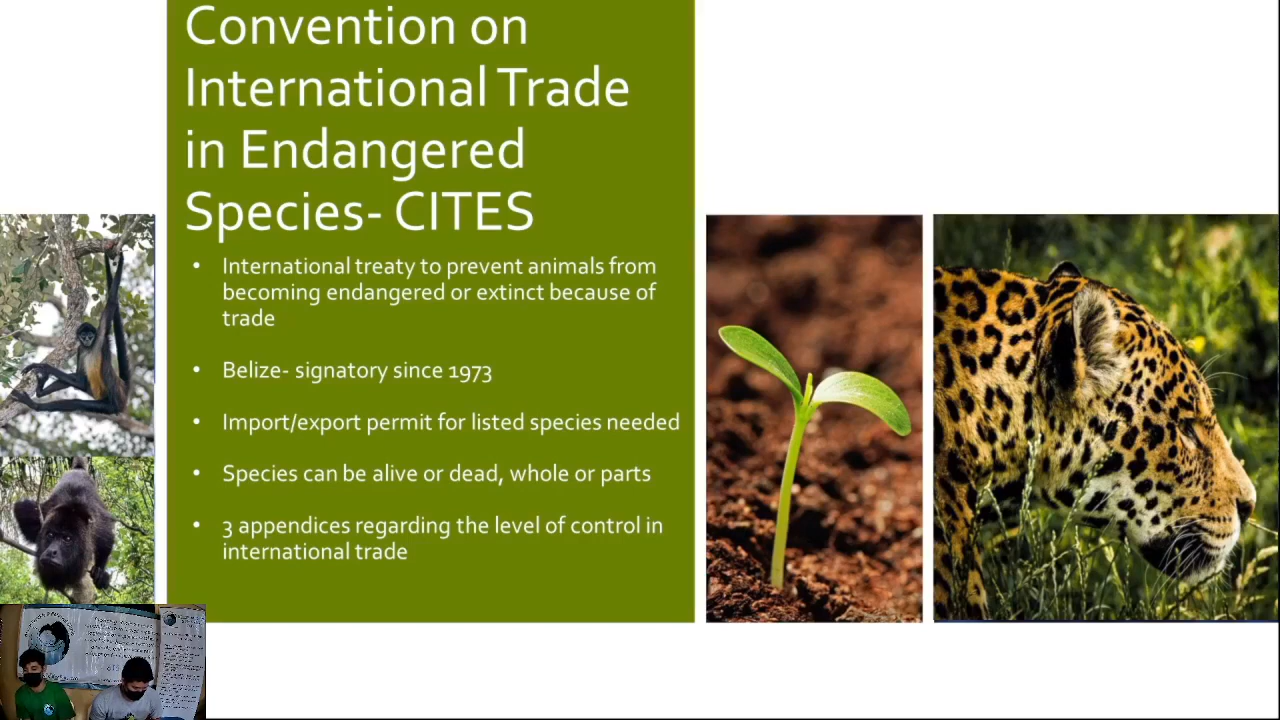 Convention on
International Trade
in Endangered
Species- CITES
• International treaty to prevent animals from
becoming endangered or extinct because of
trade
• Belize- signatory since 1973
• Import/export permit for listed species needed
• Species can be alive or dead, whole or parts
• 3 appendices regarding the level of control in
international trade